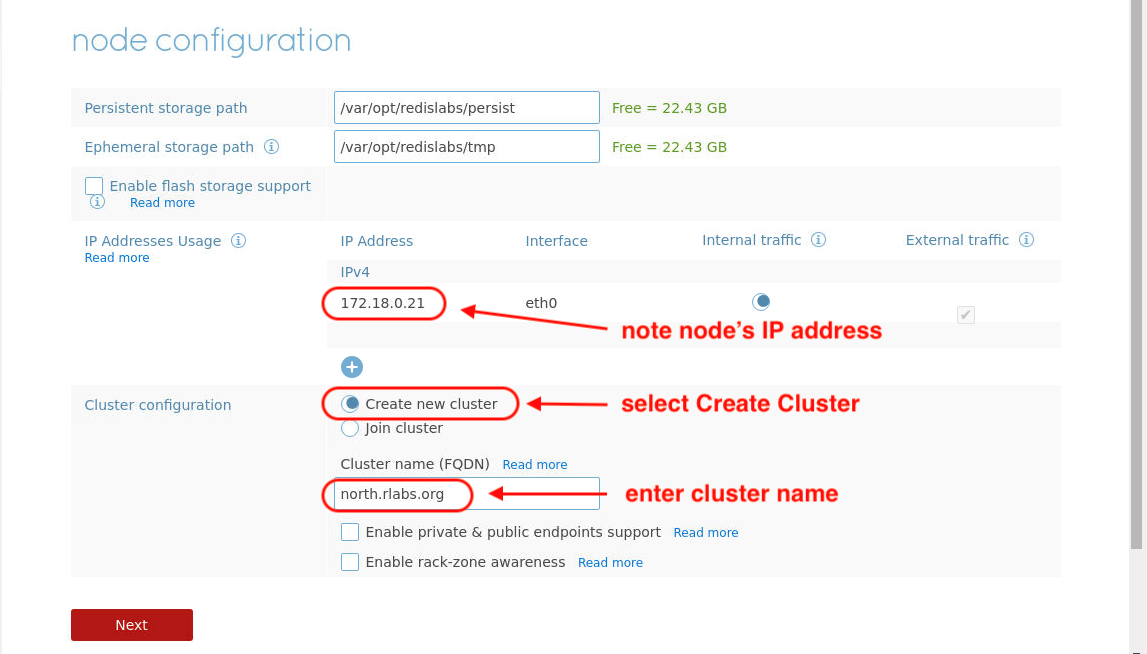 node configuration
Persistent storage path /var/opt/redislabs/persist Free = 22.43 GB
Ephemeral storage path /var/opt/redislabs/tmp Free = 22.43 GB
Enable flash storage support
Read more
IP Addresses Usage IP Address Interface Internal traffic External traffic
Read more
IPv4
172.18.0.21 eth0
note node's IP address
Cluster configuration Create new cluster select Create Cluster
Join cluster
Cluster name (FQDN) Read more
north.rlabs.org enter cluster name
Enable private & public endpoints support Read more
Enable rack-zone awareness Read more
Next